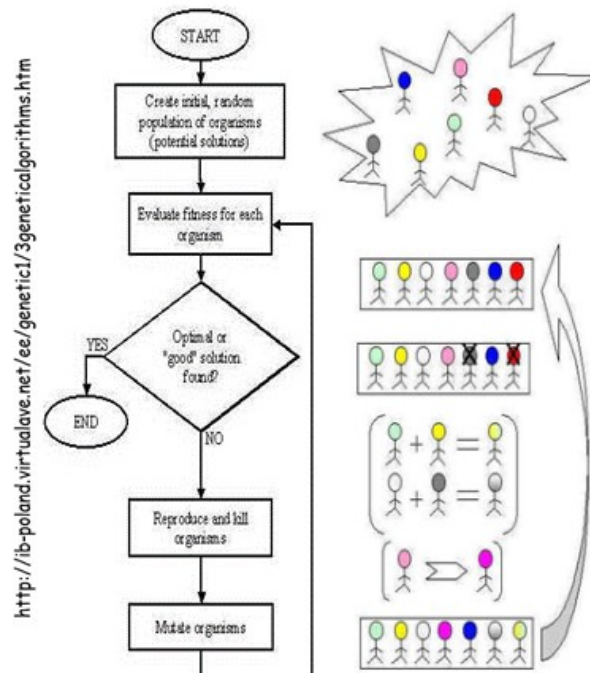 http://ib-poland.virtualave.net/ee/genetic1/3geneticalgorithms.htm
START
Create initial, random
population of organisms
(potential solutions)
Evaluate fitness for each
organism
Optimal or
"good" solution
found?
YES
END
NO
Reproduce and kill
organisms
Mutate organisms
+ =
+ =